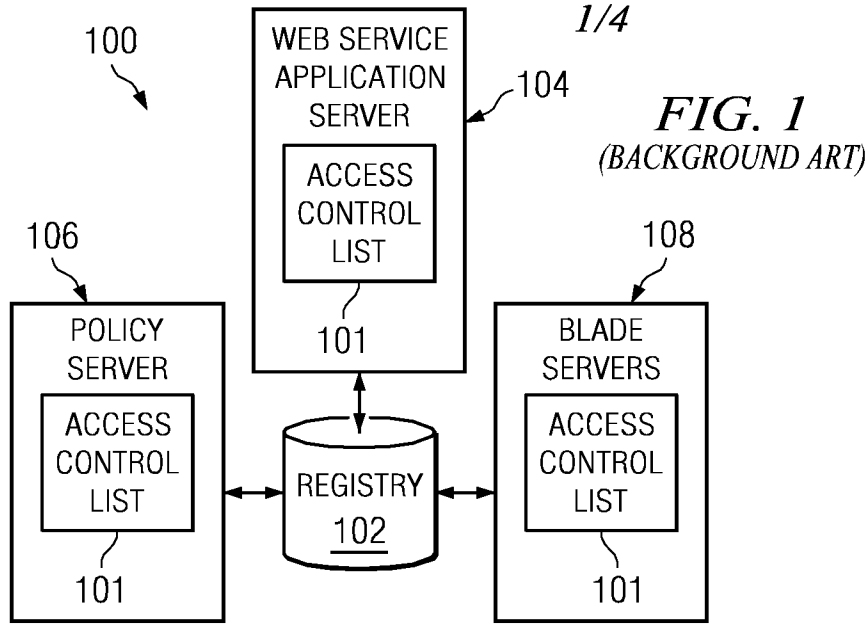 1/4
FIG. 1
(BACKGROUND ART)
100
WEB SERVICE
APPLICATION
SERVER
104
ACCESS
CONTROL
LIST
101
106
POLICY
SERVER
ACCESS
CONTROL
LIST
101
REGISTRY
102
108
BLADE
SERVERS
ACCESS
CONTROL
LIST
101